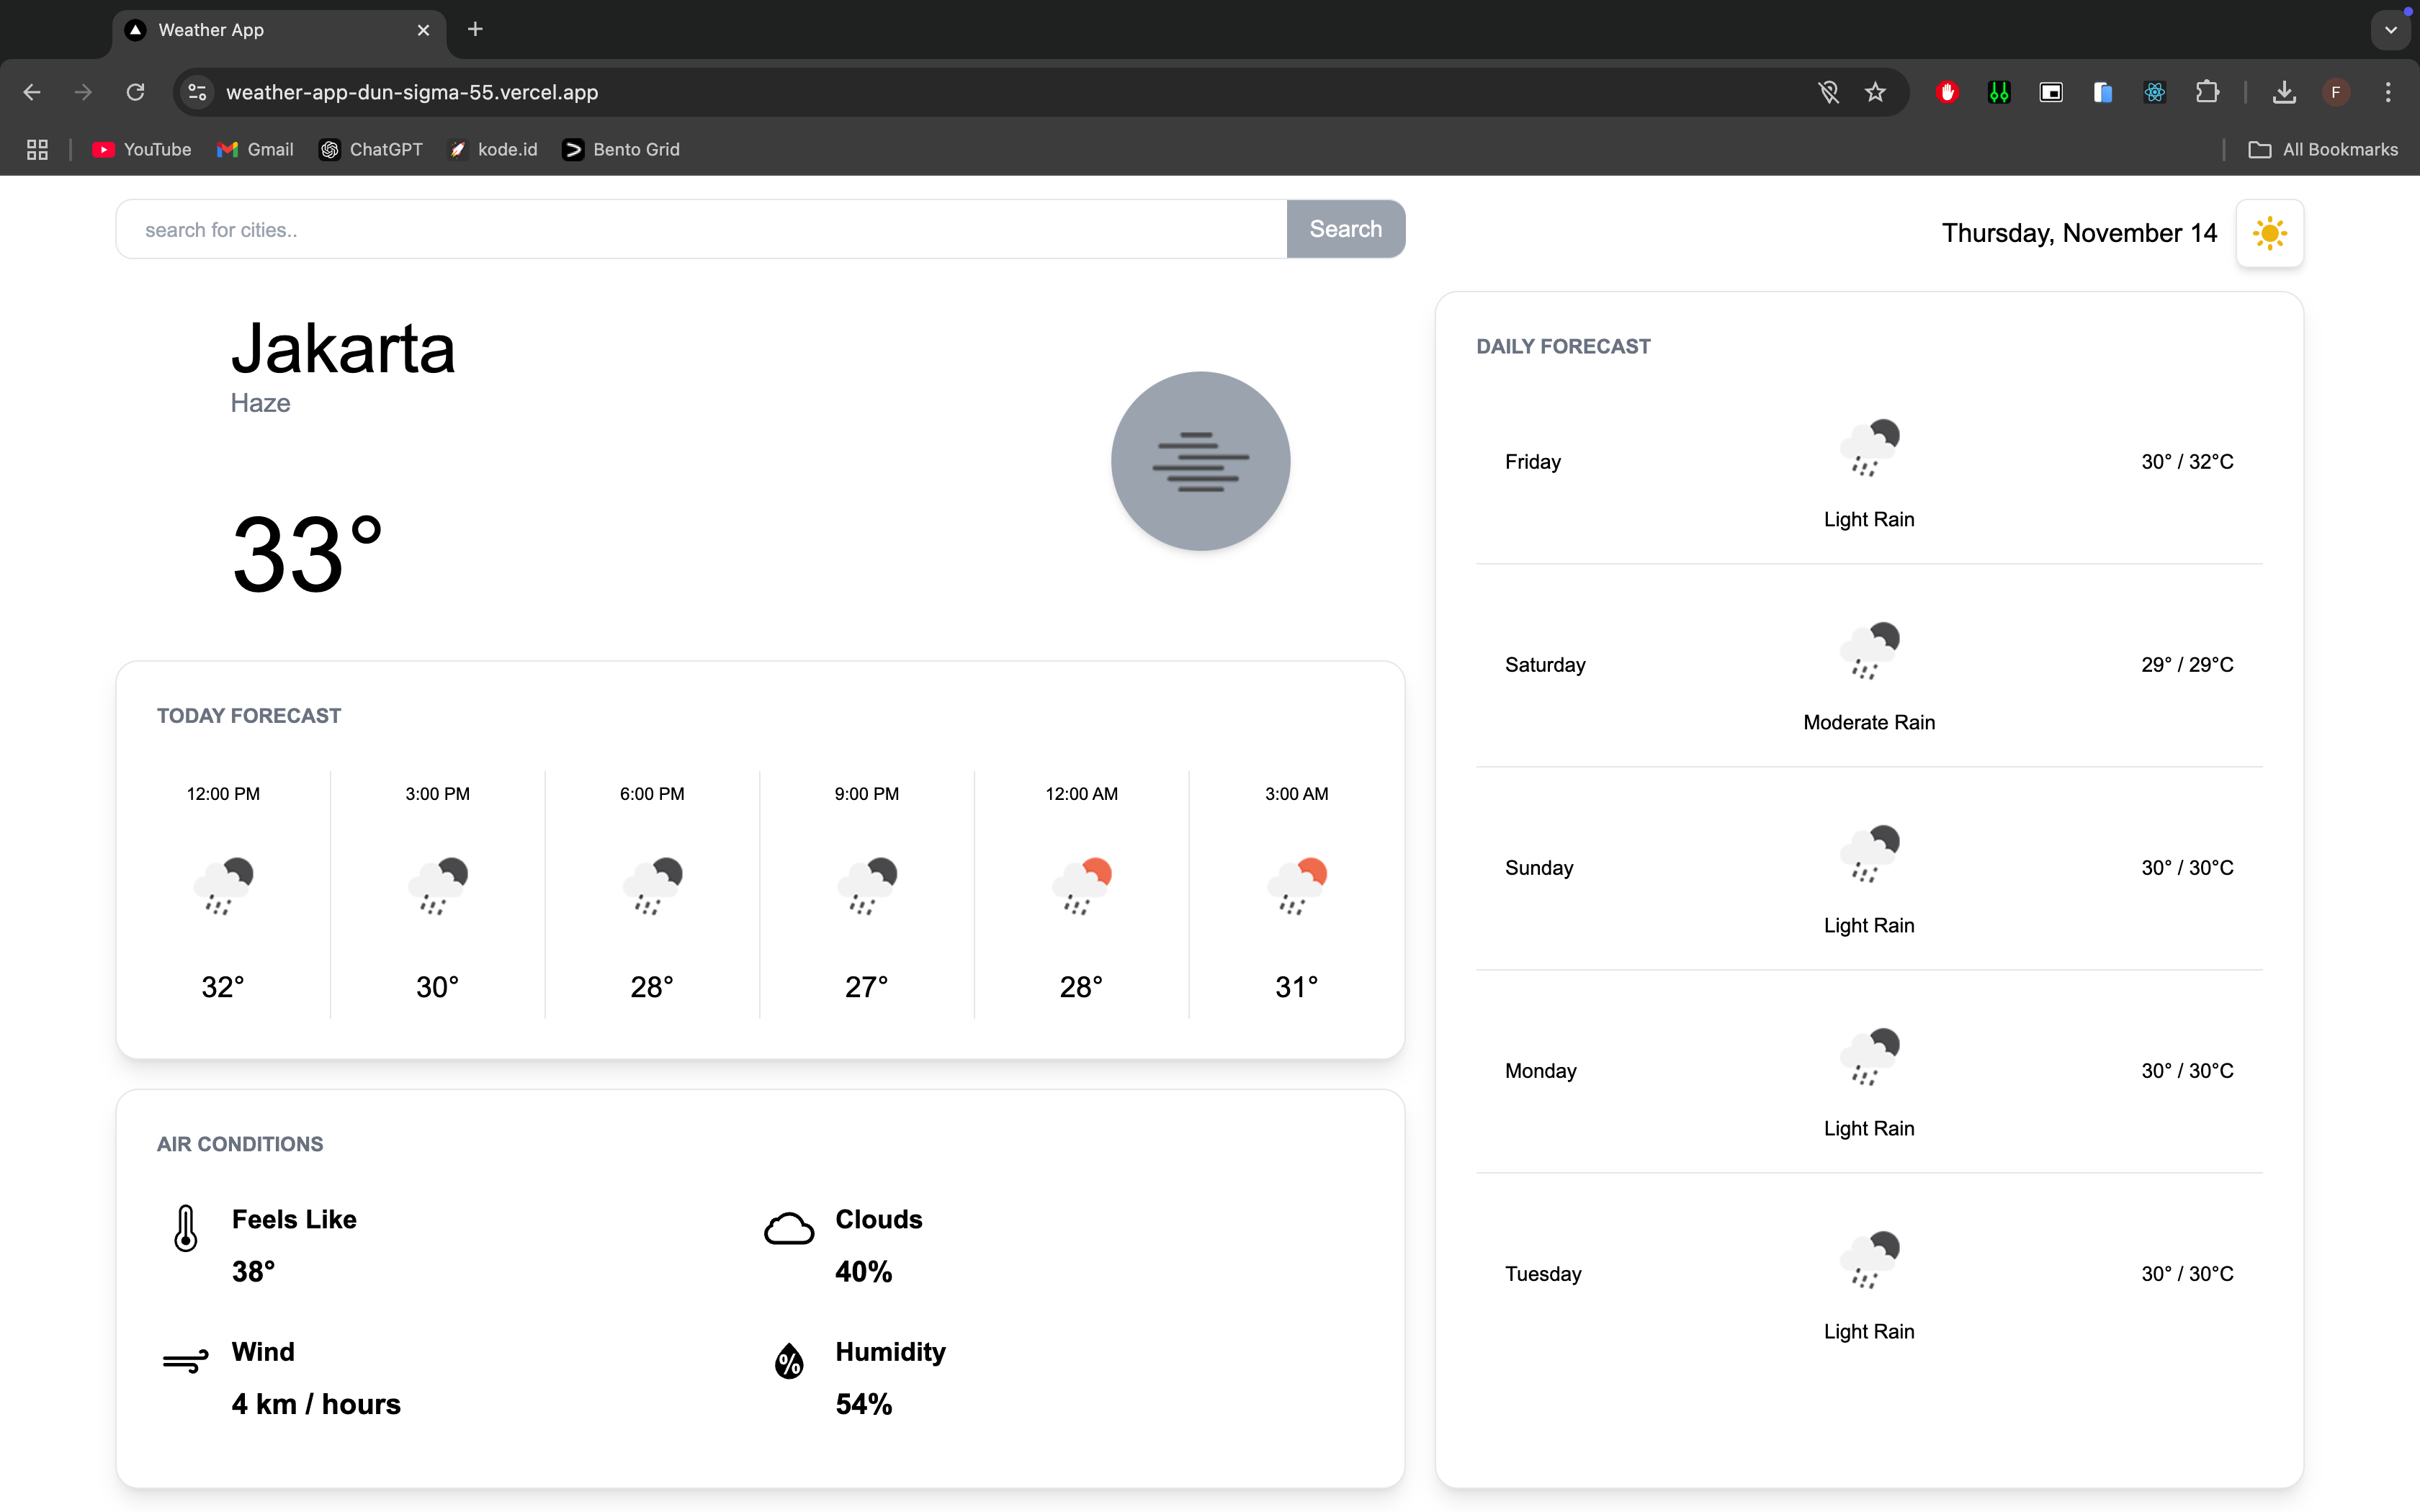 Weather App
weather-app-dun-sigma-55.vercel.app
F
YouTube
Gmail
ChatGPT
kode.id
Bento Grid
All Bookmarks
search for cities..
Search
Thursday, November 14
Jakarta
Haze
33°
TODAY FORECAST
12:00 PM
3:00 PM
6:00 PM
9:00 PM
12:00 AM
3:00 AM
32°
30°
28°
27°
28°
31°
AIR CONDITIONS
Feels Like
38°
Clouds
40%
Wind
4 km / hours
%
Humidity
54%
DAILY FORECAST
Friday
30° / 32°C
Light Rain
Saturday
29° / 29°C
Moderate Rain
Sunday
30° / 30°C
Light Rain
Monday
30° / 30°C
Light Rain
Tuesday
30° / 30°C
Light Rain